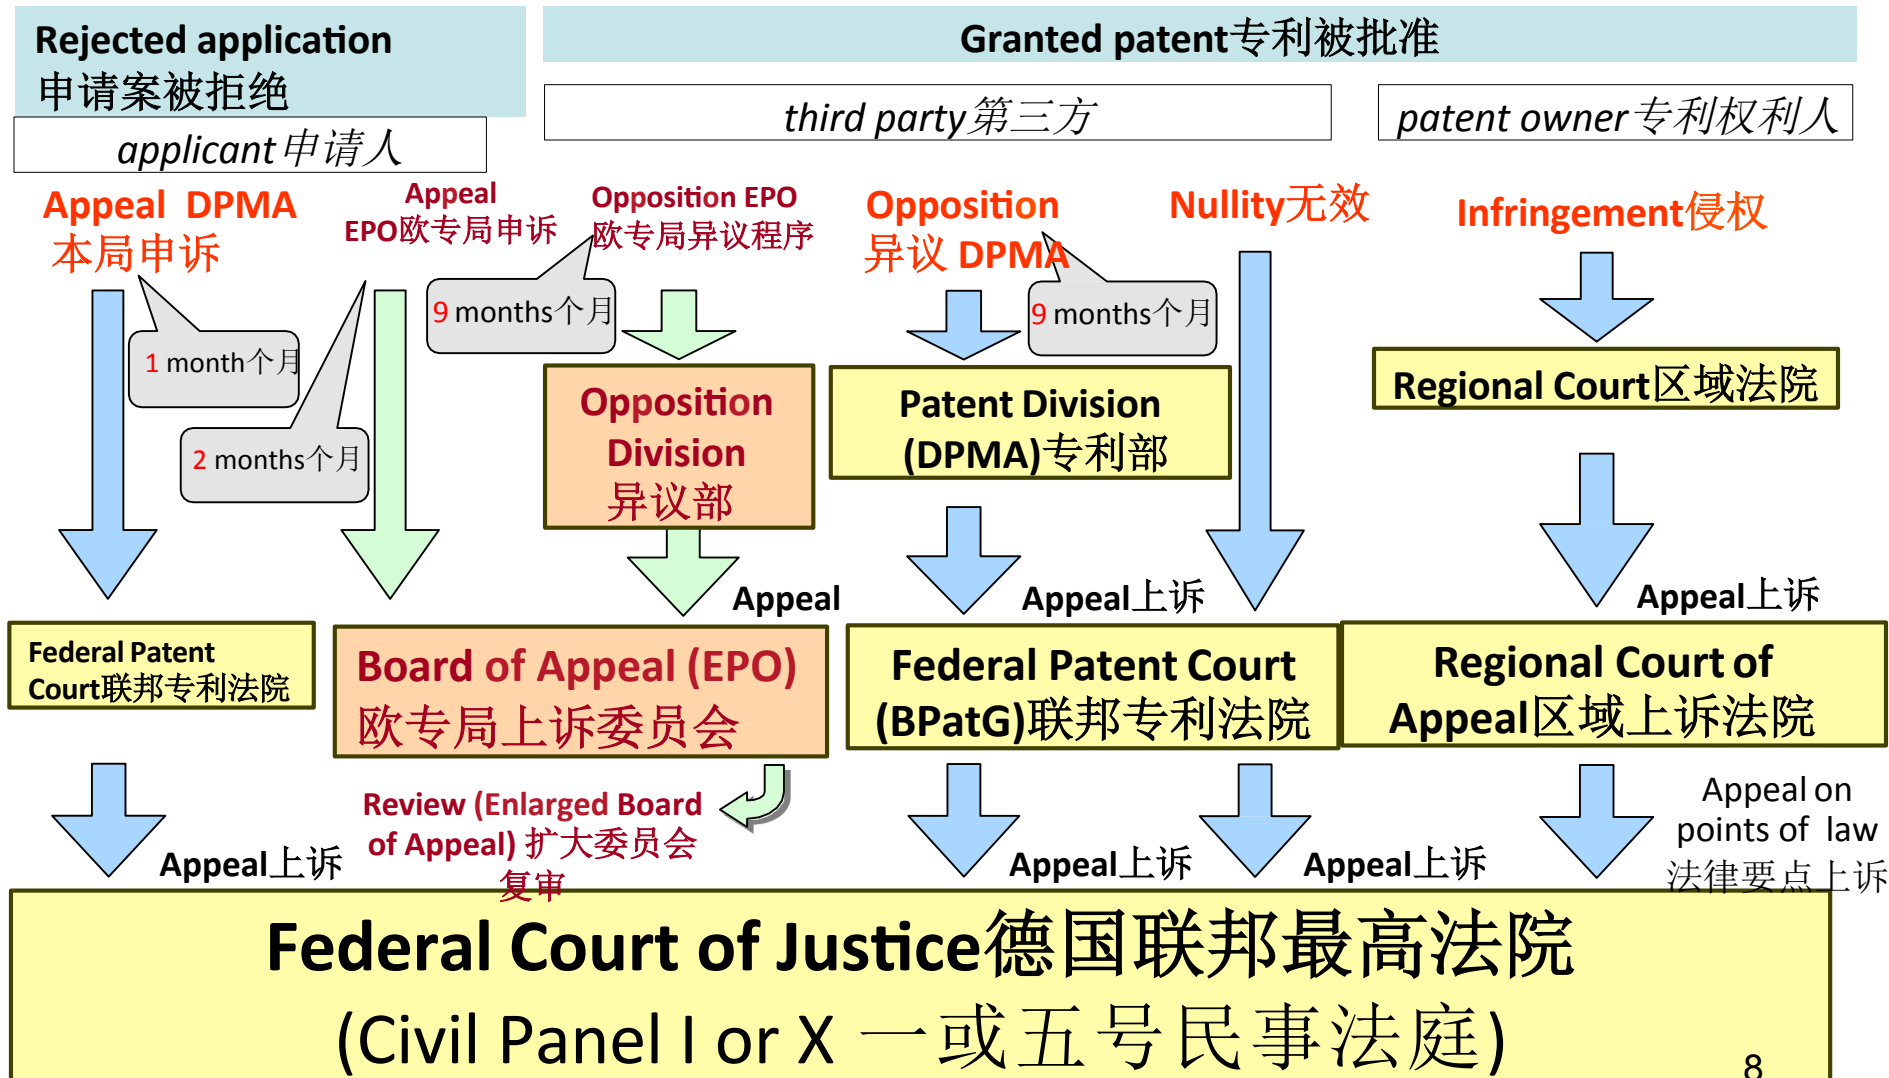 Rejected application
申请案被拒绝
Granted patent专利被批准
applicant申请人
third party第三方
patent owner专利权利人
Appeal DPMA
本局申诉
Appeal
EPO欧专局申诉
Opposition EPO
欧专局异议程序
Opposition
异议 DPMA
Nullity无效
Infringement侵权
1 month个月
2 months个月
9 months个月
9 months个月
Opposition
Division
异议部
Patent Division
(DPMA)专利部
Regional Court区域法院
Appeal
Appeal上诉
Appeal上诉
Federal Patent
Court联邦专利法院
Board of Appeal (EPO)
欧专局上诉委员会
Federal Patent Court
(BPatG)联邦专利法院
Regional Court of
Appeal区域上诉法院
Review (Enlarged Board
of Appeal) 扩大委员会
复审
Appeal上诉
Appeal上诉
Appeal上诉
Appeal on
points of law
法律要点上诉
Federal Court of Justice德国联邦最高法院
(Civil Panel I or X 一或五号民事法庭)
8